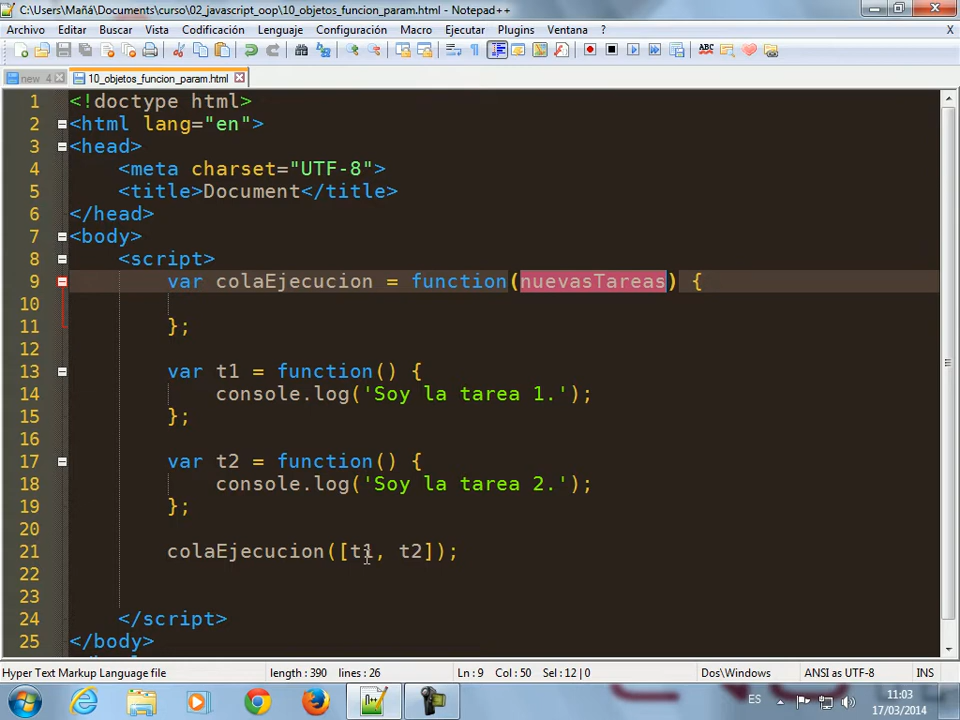 C:\Users\Mañá\Documents\curso\02_javascript_oop\10_objetos_funcion_param.html - Notepad++
Archivo Editar Buscar Vista Codificación Lenguaje Configuración Macro Ejecutar Plugins Ventana ? X
ABC
new 4 10_objetos_funcion_param.html
1 <!doctype html>
2 <html lang="en">
3 <head>
4 <meta charset="UTF-8">
5 <title>Document</title>
6 </head>
7 <body>
8 <script>
9 var colaEjecucion = function(nuevasTareas) {
10
11 };
12
13 var t1 = function() {
14 console.log('Soy la tarea 1.');
15 };
16
17 var t2 = function() {
18 console.log('Soy la tarea 2.');
19 };
20
21 colaEjecucion([t1, t2]);
22
23
24 </script>
25 </body>
Hyper Text Markup Language file length : 390 lines : 26 Ln : 9 Col : 50 Sel : 12 | 0 Dos\Windows ANSI as UTF-8 INS
ES 11:03
17/03/2014